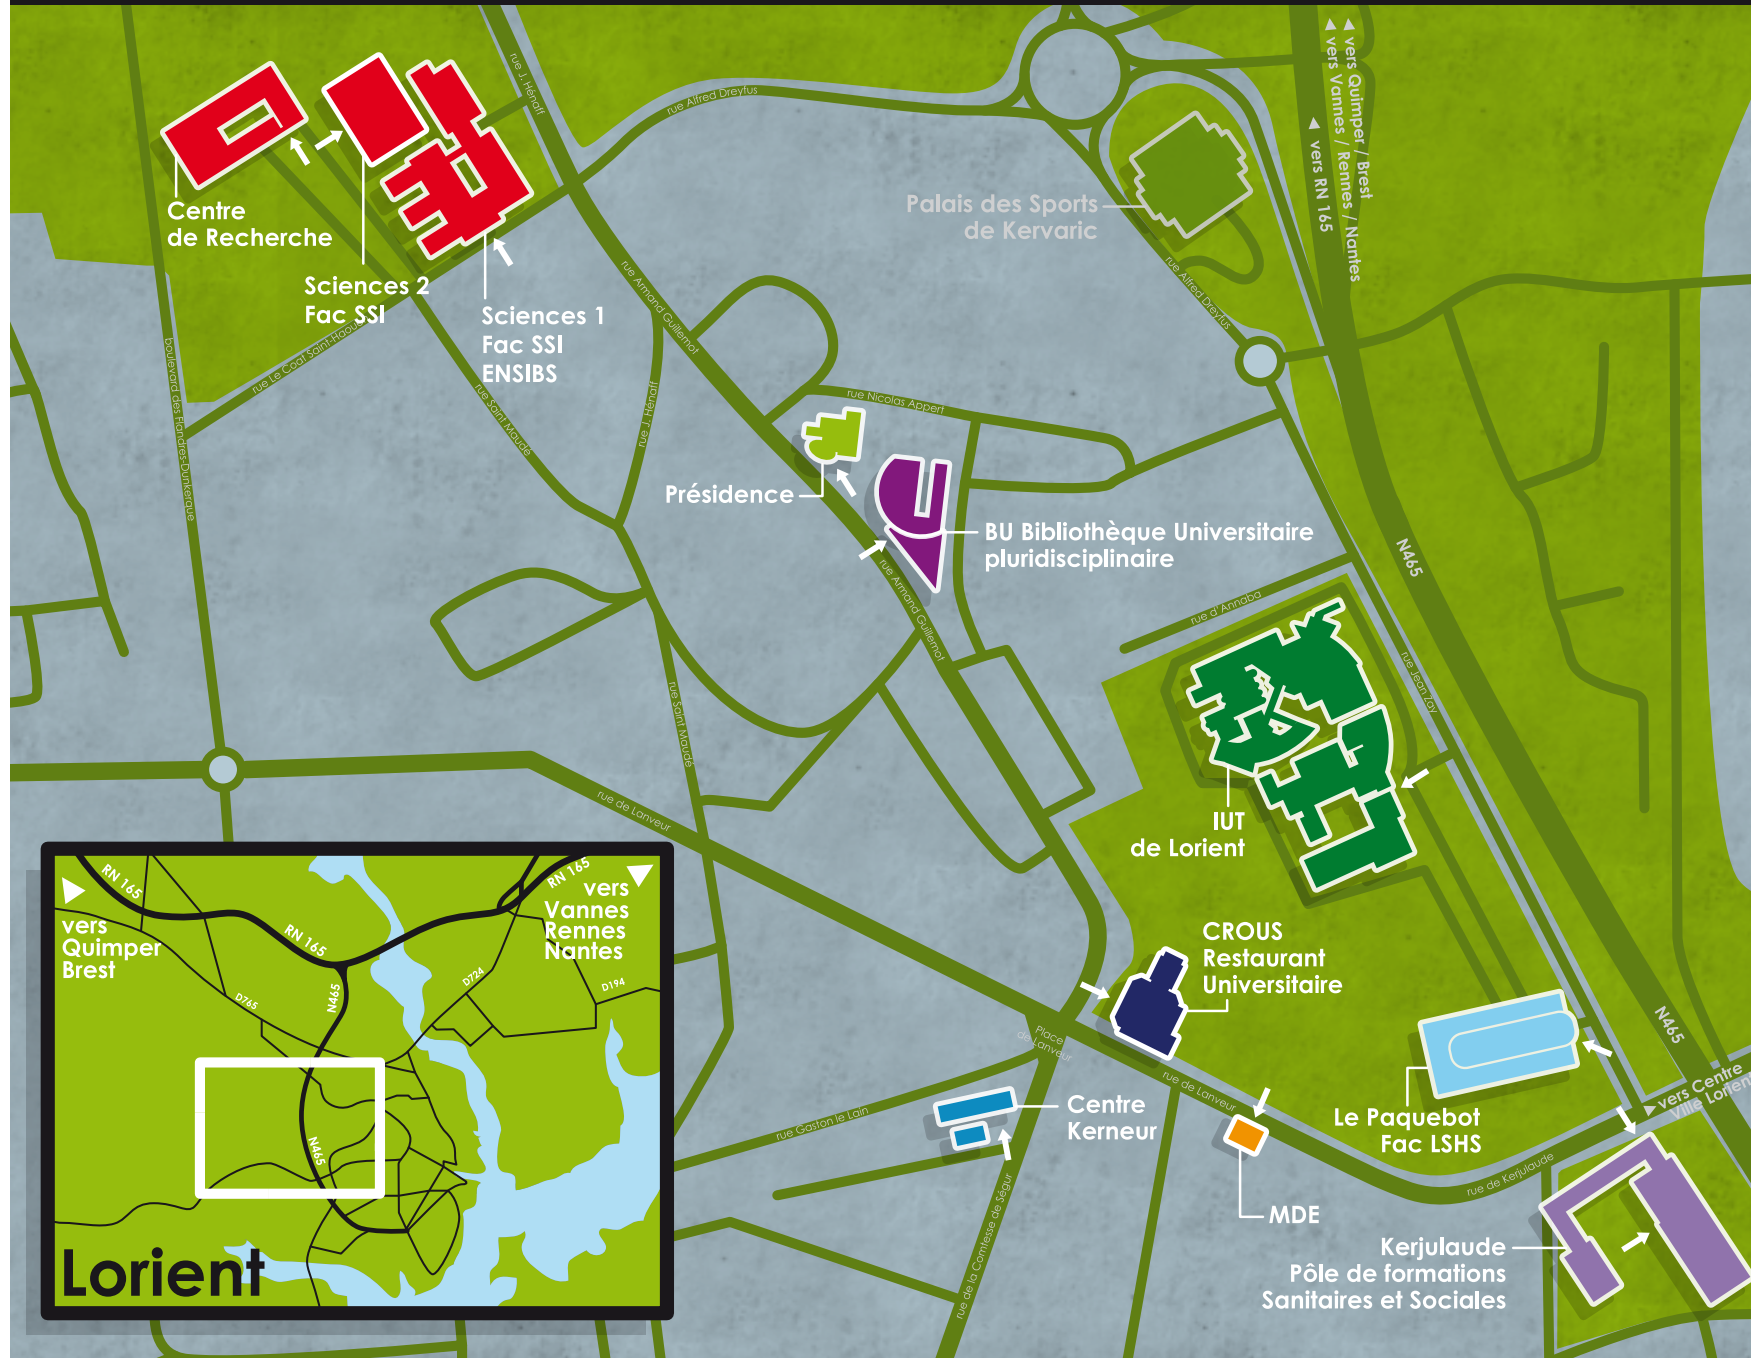 rue J. Hénaff
rue Alfred Dreyfus
vers Quimper / Brest
vers Vannes / Rennes / Nantes
vers RN 165
Palais des Sports
de Kervaric
Centre
de Recherche
Sciences 2
Fac SSI
Sciences 1
Fac SSI
ENSIBS
rue Armand Guillemot
rue Alfred Dreyfus
rue Le Coat Saint-Haouen
boulevard des Flandres-Dunkerque
rue Saint Maudé
rue J. Hénaff
rue Nicolas Appert
Présidence
BU Bibliothèque Universitaire
pluridisciplinaire
N465
rue Armand Guillemot
rue d'Annaba
rue Jean Zay
rue Saint Maudé
rue de Lanveur
IUT
de Lorient
CROUS
Restaurant
Universitaire
Place
de Lanveur
rue de Lanveur
N465
vers Centre
Ville Lorient
Le Paquebot
Fac LSHS
Centre
Kerneur
rue Gaston le Lain
rue de la Comtesse de Ségur
MDE
rue de Kerjulaude
Kerjulaude
Pôle de formations
Sanitaires et Sociales
RN 165
vers
Quimper
Brest
RN 165
RN 165
vers
Vannes
Rennes
Nantes
D765
N465
D724
D194
N465
Lorient